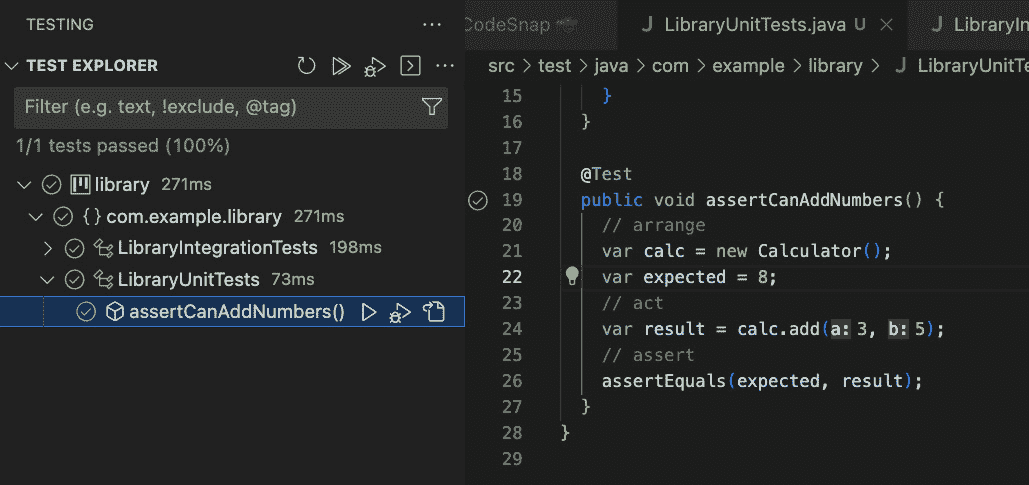 TESTING
TEST EXPLORER
Filter (e.g. text, !exclude, @tag)
1/1 tests passed (100%)
library 271ms
{} com.example.library 271ms
LibraryIntegrationTests 198ms
LibraryUnitTests 73ms
assertCanAddNumbers()
CodeSnap
J LibraryUnitTests.java U
J LibraryIn
src > test > java > com > example > library > J LibraryUnitTe
15 }
16 }
17
18 @Test
19 public void assertCanAddNumbers() {
20 // arrange
21 var calc = new Calculator();
22 var expected = 8;
23 // act
24 var result = calc.add(a: 3, b: 5);
25 // assert
26 assertEquals(expected, result);
27 }
28 }
29